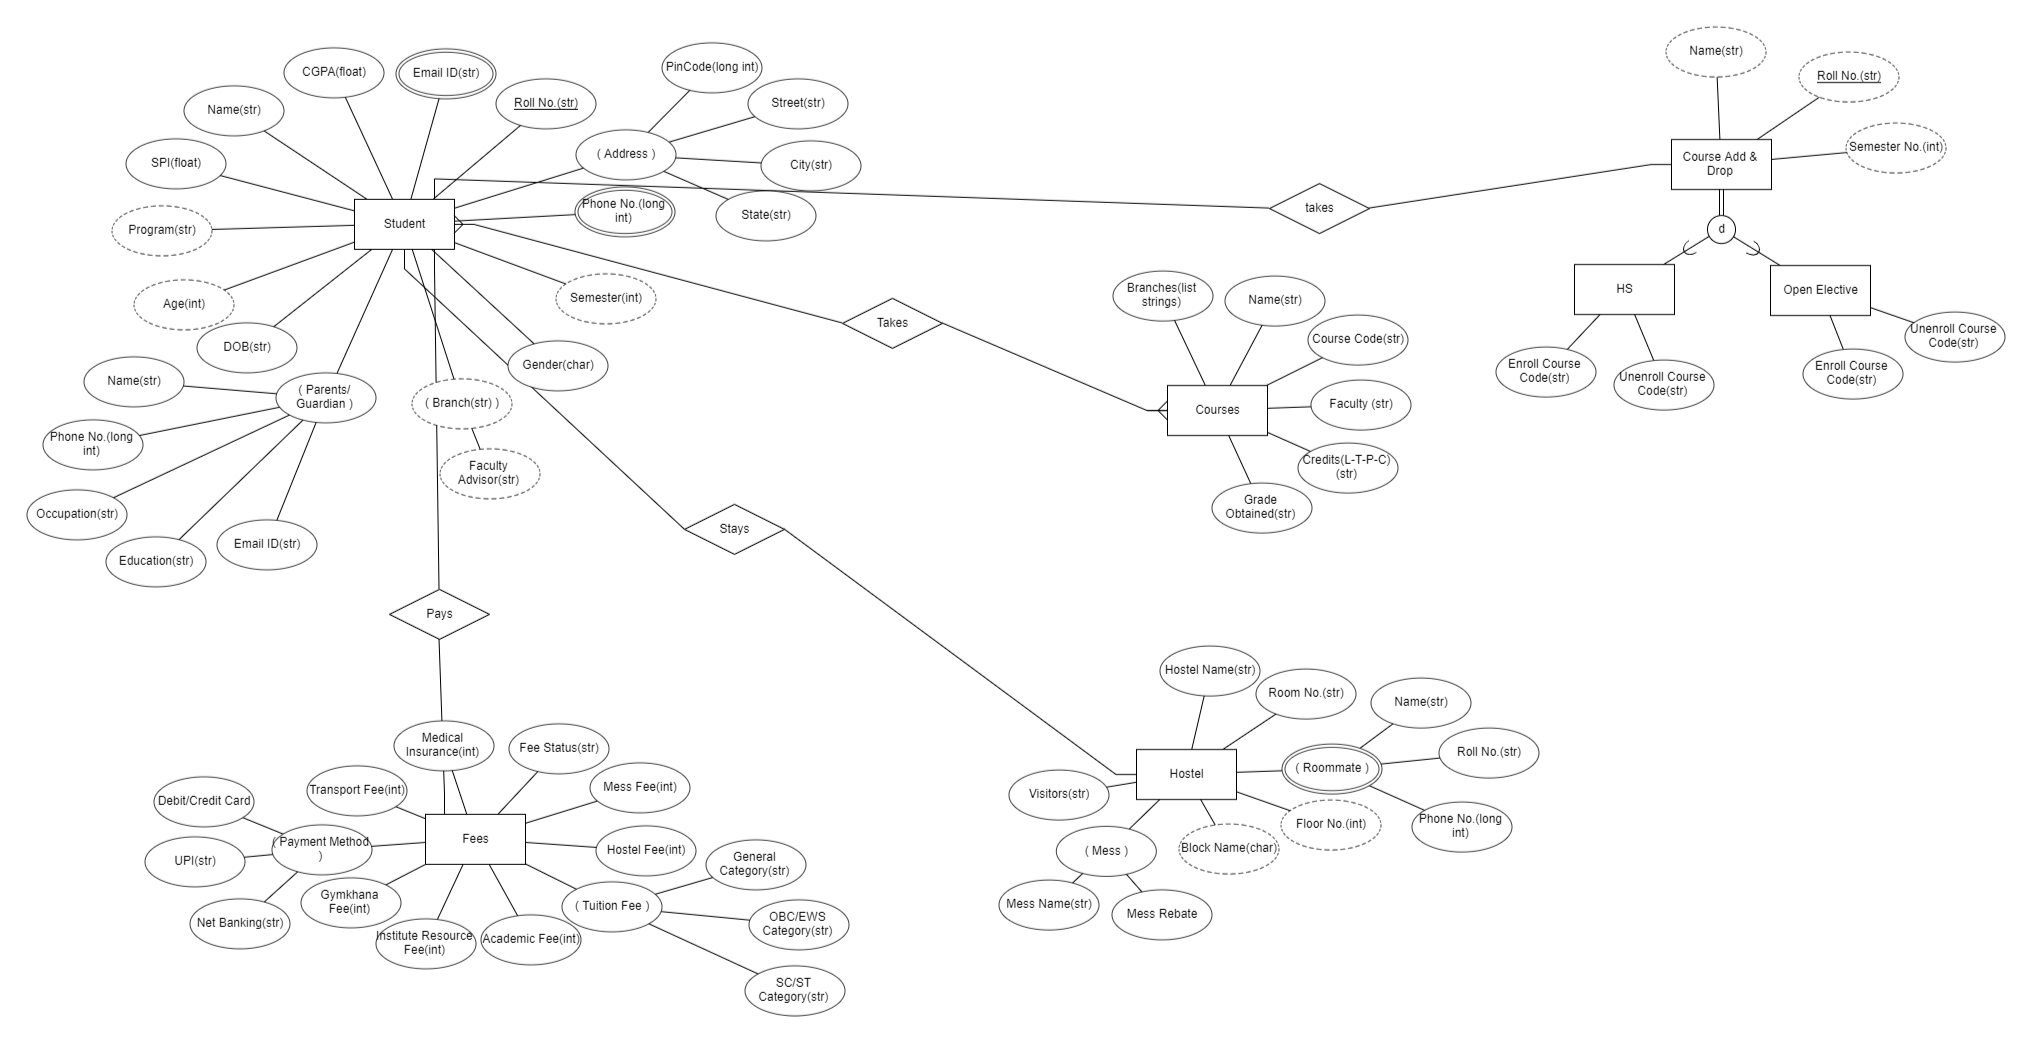 CGPA(float)
Email ID(str)
Name(str)
Roll No.(str)
SPI(float)
PinCode(long int)
Street(str)
( Address )
City(str)
State(str)
Phone No.(long
int)
Student
Program(str)
Age(int)
DOB(str)
Semester(int)
Gender(char)
( Branch(str) )
Faculty
Advisor(str)
( Parents/
Guardian )
Name(str)
Phone No.(long
int)
Occupation(str)
Education(str)
Email ID(str)
takes
Name(str)
Roll No.(str)
Semester No.(int)
Course Add &
Drop
d
HS
Open Elective
Enroll Course
Code(str)
Unenroll Course
Code(str)
Enroll Course
Code(str)
Unenroll Course
Code(str)
Takes
Branches(list
strings)
Name(str)
Course Code(str)
Courses
Faculty (str)
Credits(L-T-P-C)
(str)
Grade
Obtained(str)
Stays
Pays
Hostel Name(str)
Room No.(str)
Name(str)
Roll No.(str)
( Roommate )
Phone No.(long
int)
Hostel
Visitors(str)
Floor No.(int)
Block Name(char)
( Mess )
Mess Name(str)
Mess Rebate
Medical
Insurance(int)
Fee Status(str)
Mess Fee(int)
Transport Fee(int)
Debit/Credit Card
( Payment Method
)
UPI(str)
Net Banking(str)
Fees
Hostel Fee(int)
Gymkhana
Fee(int)
Institute Resource
Fee(int)
Academic Fee(int)
( Tuition Fee )
General
Category(str)
OBC/EWS
Category(str)
SC/ST
Category(str)